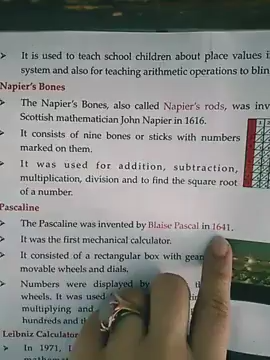 It is used to teach school children about place values i
system and also for teaching arithmetic operations to blin
Napier's Bones
The Napier's Bones, also called Napier's rods, was inv
Scottish mathematician John Napier in 1616.
It consists of nine bones or sticks with numbers
marked on them.
It was used for addition, subtraction,
multiplication, division and to find the square root
of a number.
Pascaline
The Pascaline was invented by Blaise Pascal in 1641.
It was the first mechanical calculator.
It consisted of a rectangular box with gear
movable wheels and dials.
Numbers were displayed by
wheels. It was used
multiplying and
hundreds and th
Leibniz Calculator
In 1971,